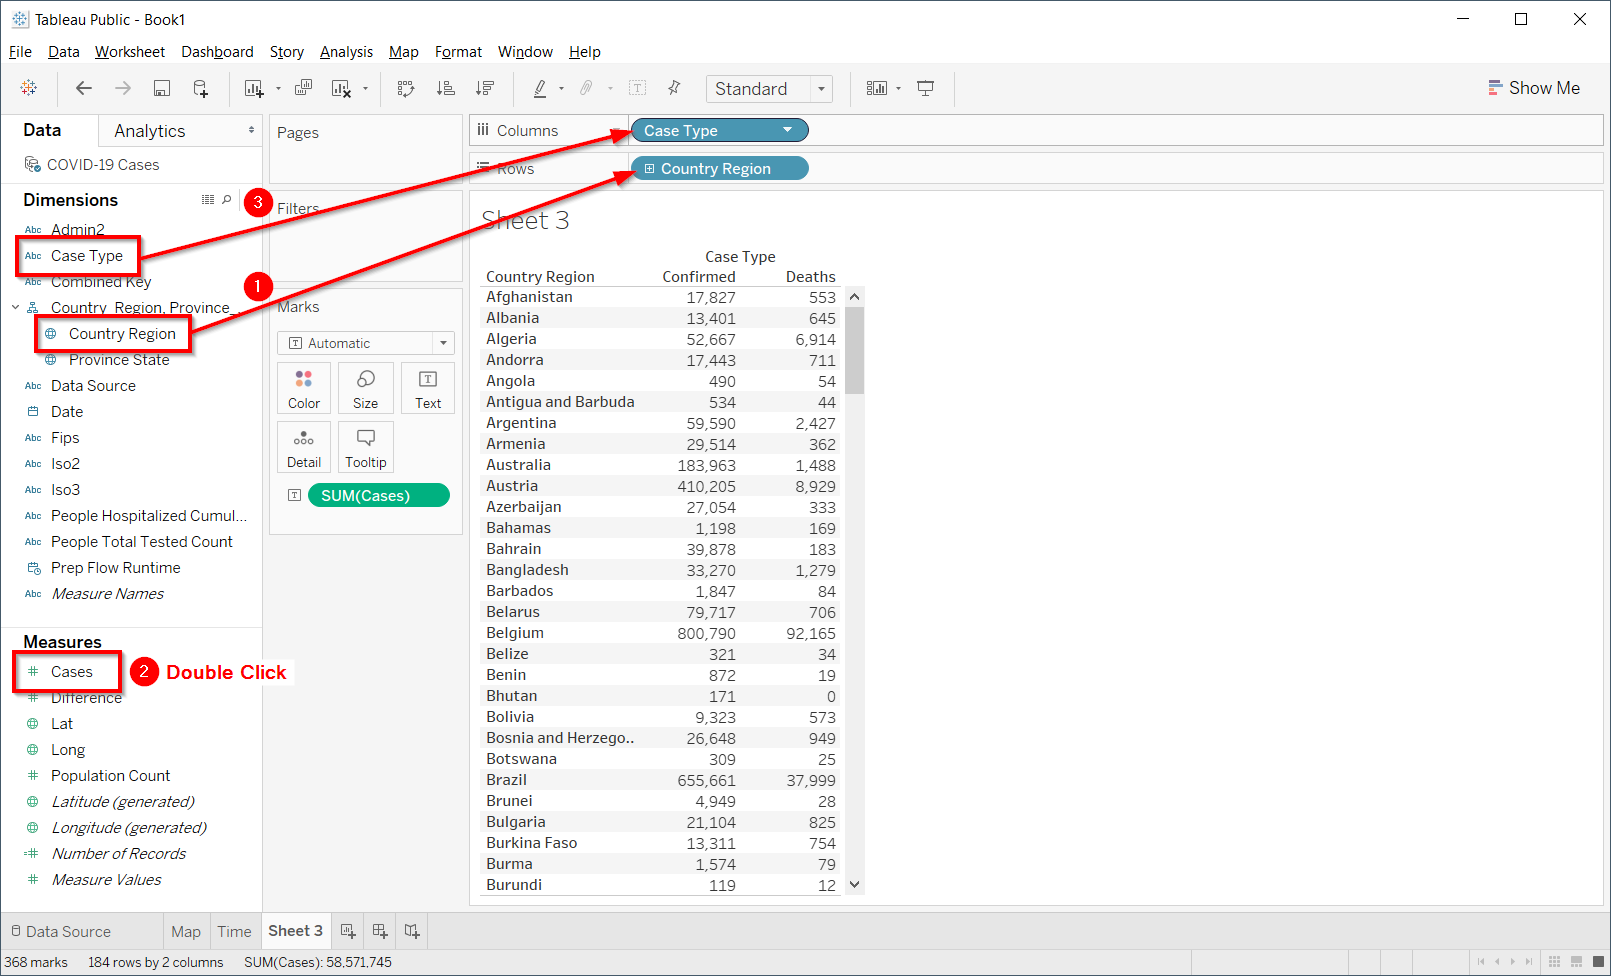 Tableau Public - Book1
File Data Worksheet Dashboard Story Analysis Map Format Window Help
Standard
Show Me
Data Analytics
COVID-19 Cases
Dimensions
Abc Admin2
Abc Case Type
Abc Combined Key
Country_Region, Province_..
Country Region
Province State
Abc Data Source
Date
Abc Fips
Abc Iso2
Abc Iso3
Abc People Hospitalized Cumul...
Abc People Total Tested Count
Prep Flow Runtime
Abc Measure Names
Measures
Cases
2 Double Click
Difference
Lat
Long
Population Count
Latitude (generated)
Longitude (generated)
Number of Records
Measure Values
3
1
Pages
Filters
Marks
T Automatic
Color Size Text
Detail Tooltip
T SUM(Cases)
Columns Case Type
Rows Country Region
Sheet 3
Case Type
Country Region Confirmed Deaths
Afghanistan 17,827 553
Albania 13,401 645
Algeria 52,667 6,914
Andorra 17,443 711
Angola 490 54
Antigua and Barbuda 534 44
Argentina 59,590 2,427
Armenia 29,514 362
Australia 183,963 1,488
Austria 410,205 8,929
Azerbaijan 27,054 333
Bahamas 1,198 169
Bahrain 39,878 183
Bangladesh 33,270 1,279
Barbados 1,847 84
Belarus 79,717 706
Belgium 800,790 92,165
Belize 321 34
Benin 872 19
Bhutan 171 0
Bolivia 9,323 573
Bosnia and Herzego.. 26,648 949
Botswana 309 25
Brazil 655,661 37,999
Brunei 4,949 28
Bulgaria 21,104 825
Burkina Faso 13,311 754
Burma 1,574 79
Burundi 119 12
Data Source Map Time Sheet 3
368 marks 184 rows by 2 columns SUM(Cases): 58,571,745